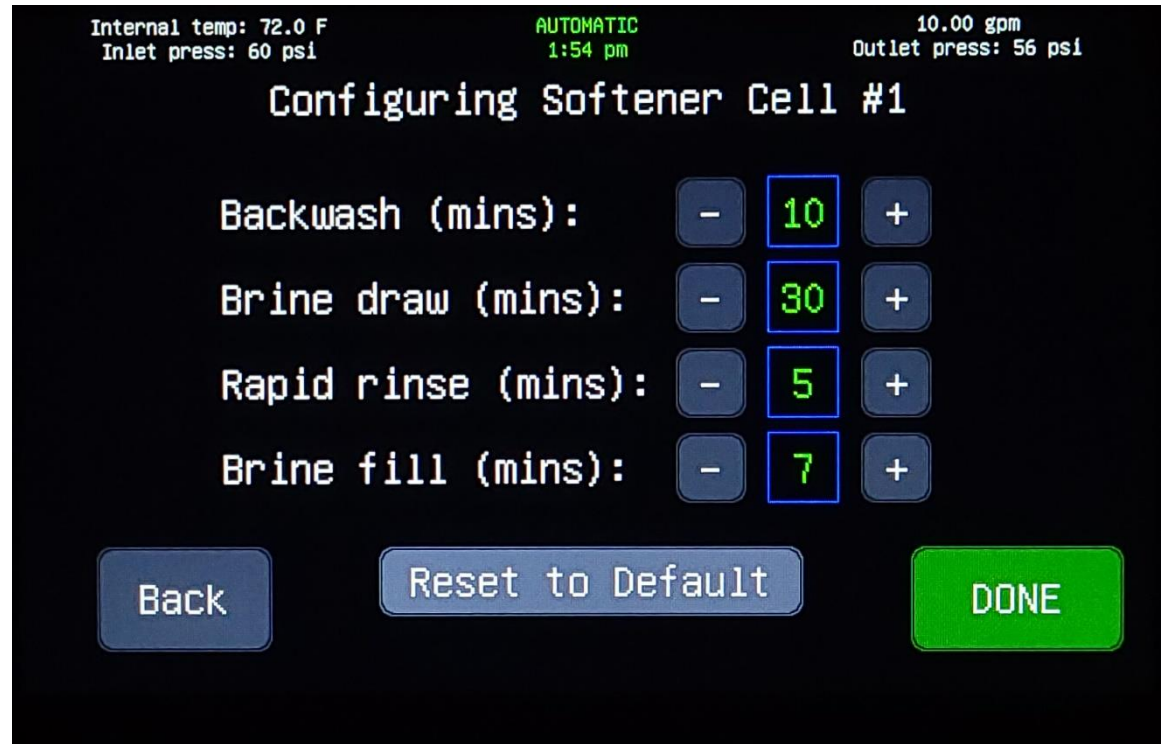 Internal temp: 72.0 F
Inlet press: 60 psi
AUTOMATIC
1:54 pm
10.00 gpm
Outlet press: 56 psi
Configuring Softener Cell #1
Backwash (mins): - 10 +
Brine draw (mins): - 30 +
Rapid rinse (mins): - 5 +
Brine fill (mins): - 7 +
Back
Reset to Default
DONE